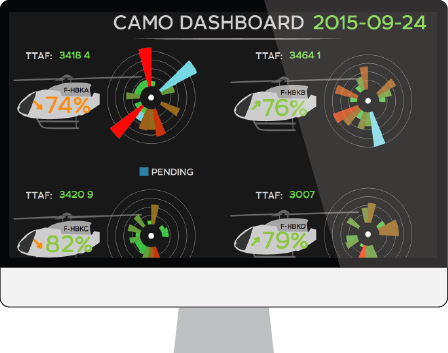 CAMO DASHBOARD 2015-09-24
TTAF: 3418 4
F-HBKA
74%
TTAF: 3464 1
F-HBKB
76%
PENDING
TTAF: 3420 9
F-HBKC
82%
TTAF: 3007
F-HBKD
79%